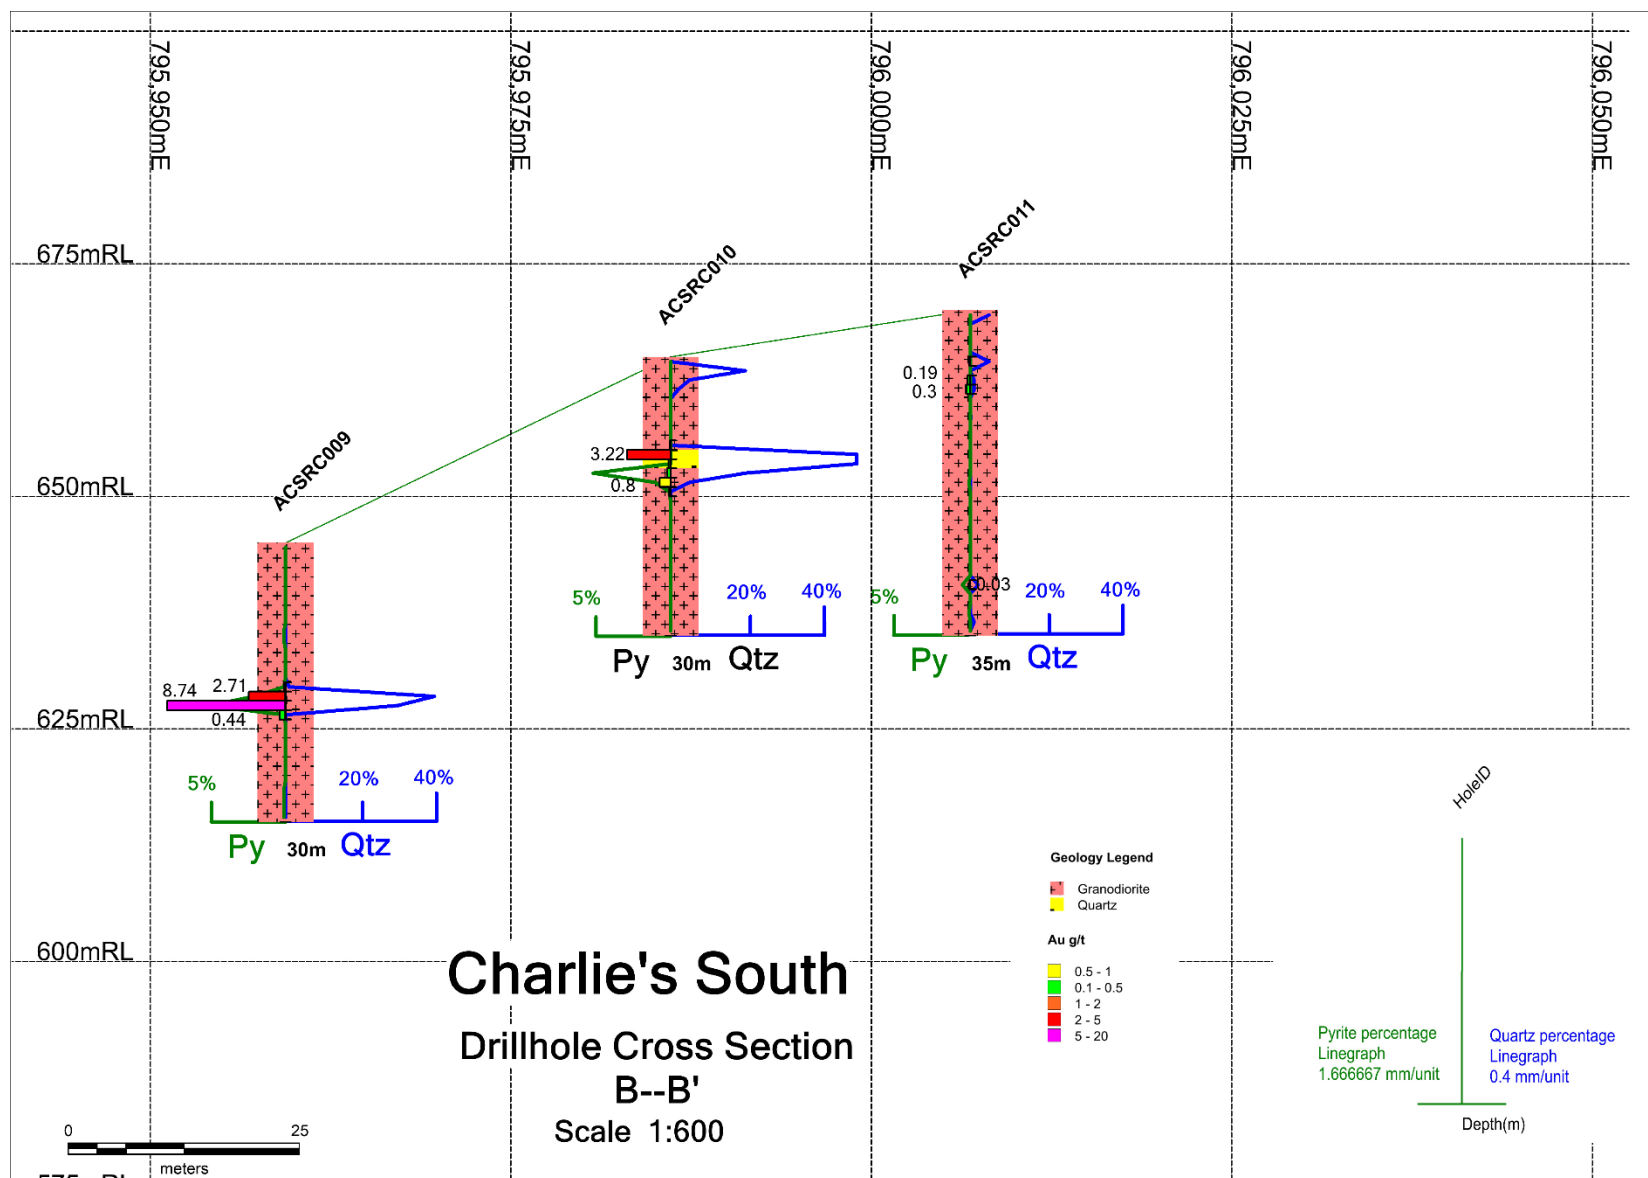 795,950mE
795,975mE
796,000mE
796,025mE
796,050mE
675mRL
650mRL
625mRL
600mRL
ACSRC009
ACSRC010
ACSRC011
8.74
2.71
0.44
5%
20%
40%
Py
30m
Qtz
3.22
0.8
5%
20%
40%
Py
30m
Qtz
0.19
0.3
0.03
5%
20%
40%
Py
35m
Qtz
Charlie's South
Drillhole Cross Section
B--B'
Scale 1:600
0
25
meters
Geology Legend
Granodiorite
Quartz
Au g/t
0.5 - 1
0.1 - 0.5
1 - 2
2 - 5
5 - 20
HoleID
Pyrite percentage
Linegraph
1.666667 mm/unit
Quartz percentage
Linegraph
0.4 mm/unit
Depth(m)